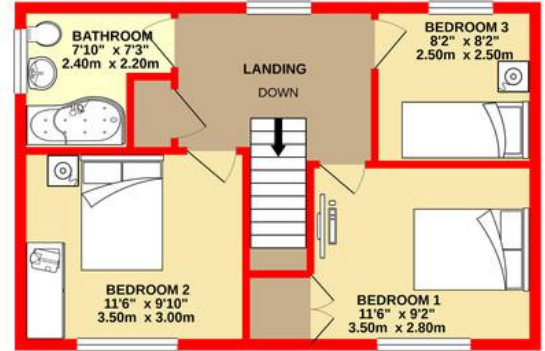 BATHROOM
7'10" x 7'3"
2.40m x 2.20m
LANDING
DOWN
BEDROOM 3
8'2" x 8'2"
2.50m x 2.50m
BEDROOM 2
11'6" x 9'10"
3.50m x 3.00m
BEDROOM 1
11'6" x 9'2"
3.50m x 2.80m